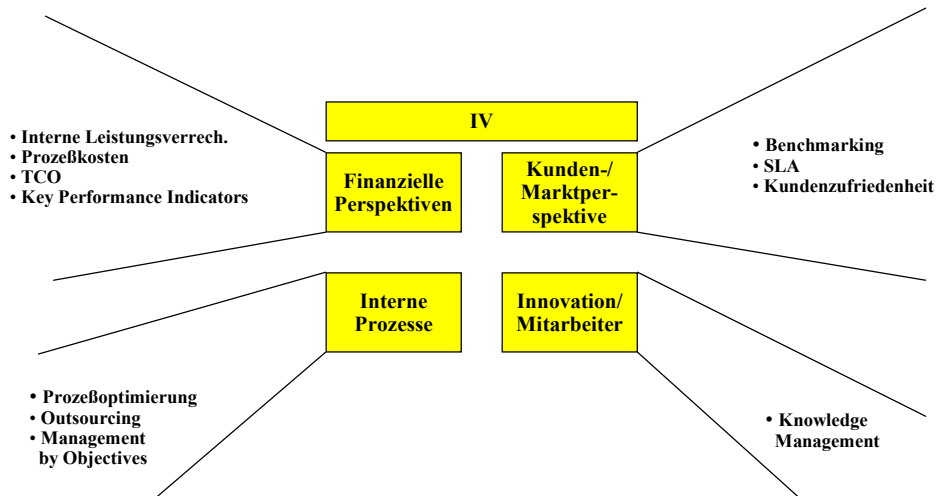 IV
• Interne Leistungsverrech.
• Prozeßkosten
• TCO
• Key Performance Indicators
Finanzielle
Perspektiven
Kunden-/
Marktper-
spektive
• Benchmarking
• SLA
• Kundenzufriedenheit
Interne
Prozesse
Innovation/
Mitarbeiter
• Prozeßoptimierung
• Outsourcing
• Management
by Objectives
• Knowledge
Management